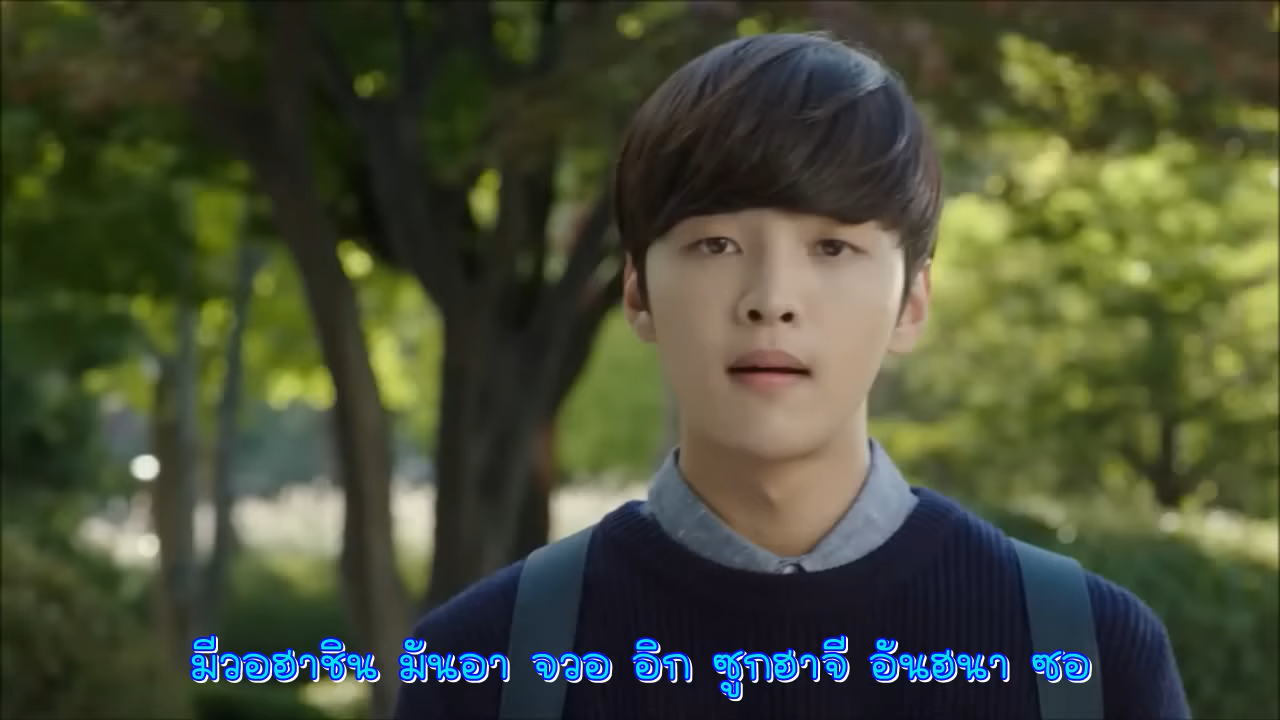 มีวอฮาชิน มันอา จวอ อิก ซูกฮาจี อันฮนา ซอ